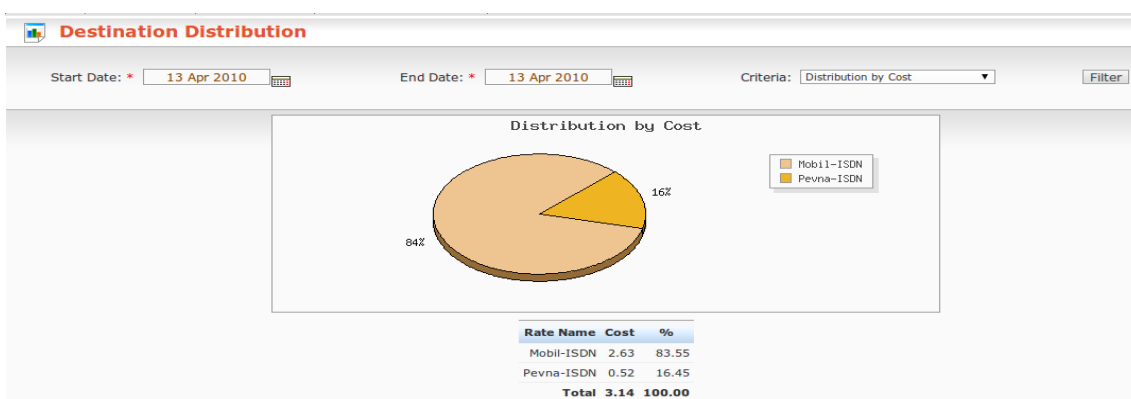 Destination Distribution
Start Date: * 13 Apr 2010 End Date: * 13 Apr 2010 Criteria: Distribution by Cost Filter
Distribution by Cost
Mobil-ISDN
Pevna-ISDN
16%
84%
Rate Name Cost %
Mobil-ISDN 2.63 83.55
Pevna-ISDN 0.52 16.45
Total 3.14 100.00